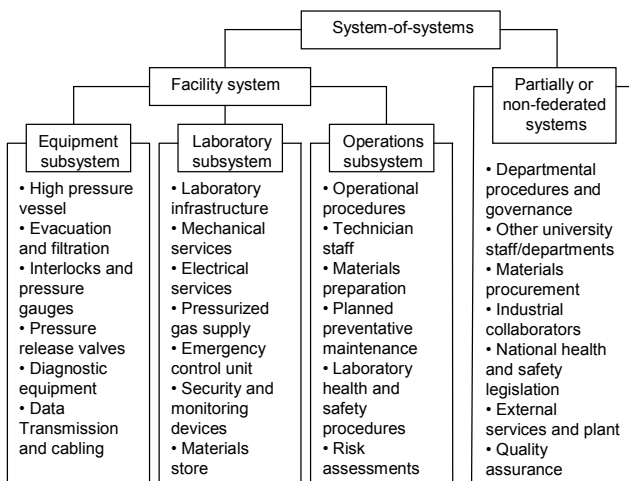 System-of-systems
Facility system
Partially or
non-federated
systems
Equipment
subsystem
Laboratory
subsystem
Operations
subsystem
• High pressure
vessel
• Evacuation
and filtration
• Interlocks and
pressure
gauges
• Pressure
release valves
• Diagnostic
equipment
• Data
Transmission
and cabling
• Laboratory
infrastructure
• Mechanical
services
• Electrical
services
• Pressurized
gas supply
• Emergency
control unit
• Security and
monitoring
devices
• Materials
store
• Operational
procedures
• Technician
staff
• Materials
preparation
• Planned
preventative
maintenance
• Laboratory
health and
safety
procedures
• Risk
assessments
• Departmental
procedures and
governance
• Other university
staff/departments
• Materials
procurement
• Industrial
collaborators
• National health
and safety
legislation
• External
services and plant
• Quality
assurance